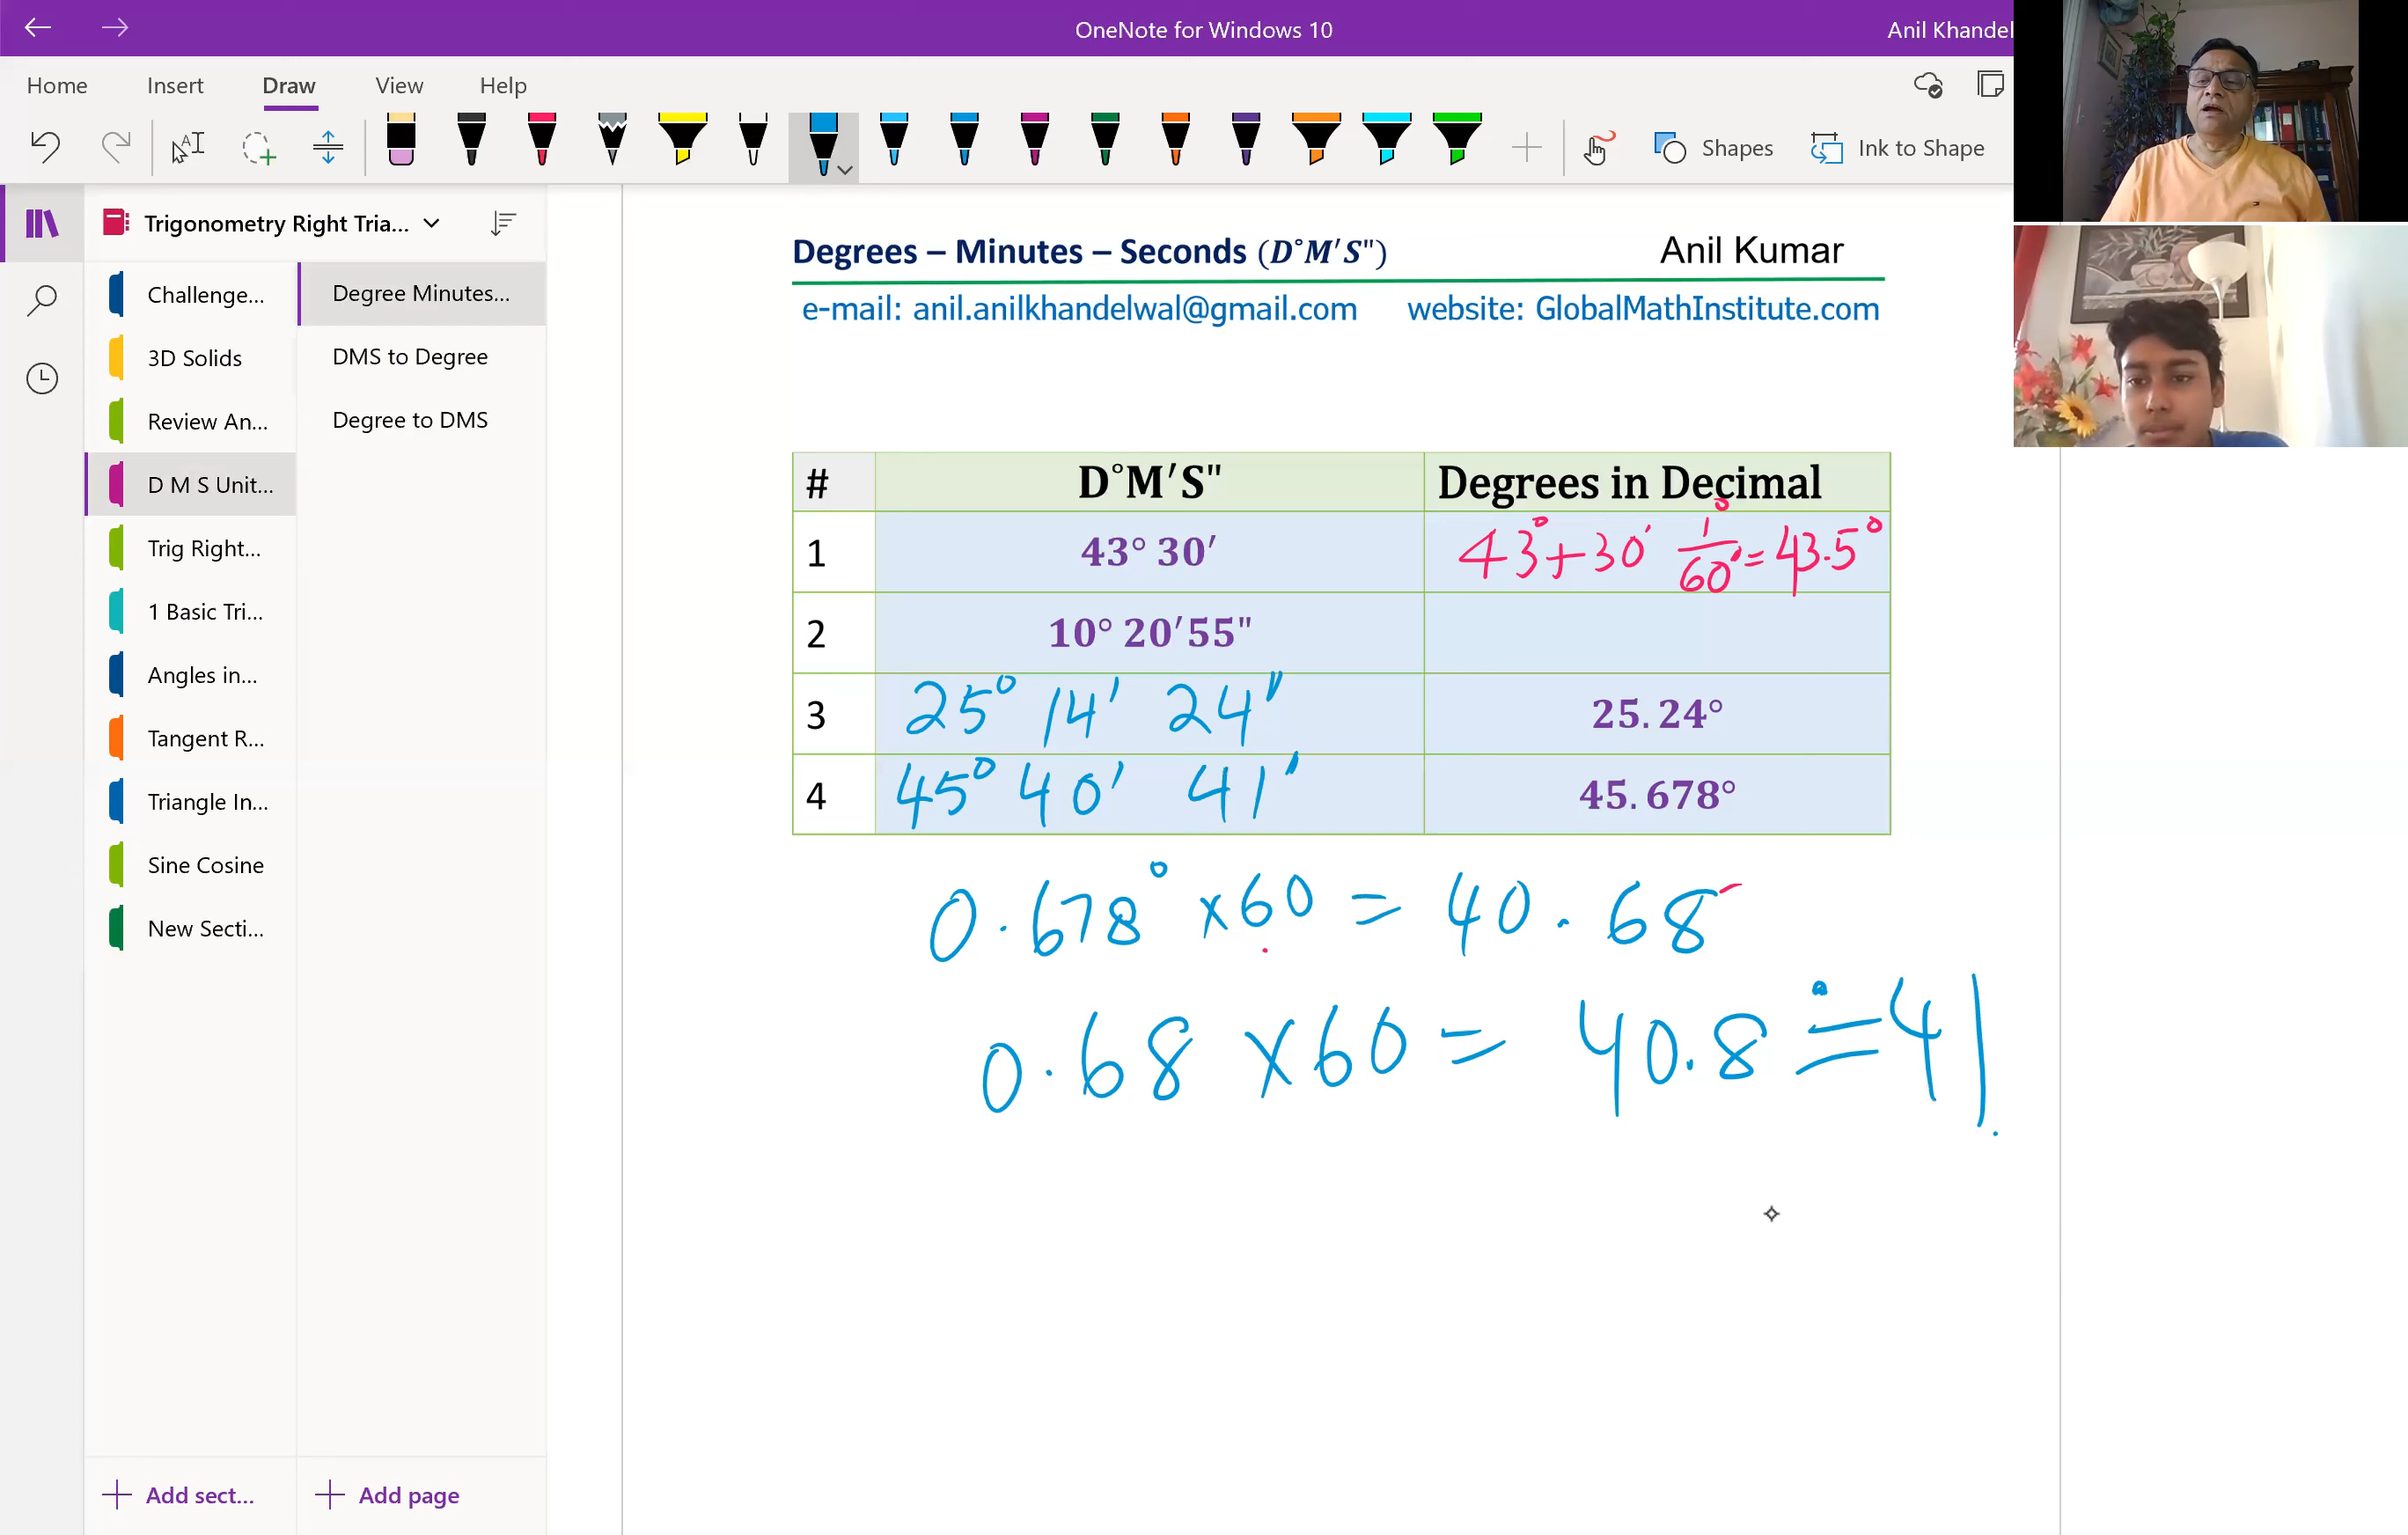 OneNote for Windows 10
Anil Khandel
Home Insert Draw View Help
Shapes Ink to Shape
Trigonometry Right Tria...
Challenge...
3D Solids
Review An...
D M S Unit...
Trig Right...
1 Basic Tri...
Angles in...
Tangent R...
Triangle In...
Sine Cosine
New Secti...
Add sect...
Degree Minutes...
DMS to Degree
Degree to DMS
Add page
Degrees – Minutes – Seconds (D°M′S") Anil Kumar
e-mail: anil.anilkhandelwal@gmail.com website: GlobalMathInstitute.com
# D°M′S" Degrees in Decimal
1 43° 30′ 43° + 30′ 1°/60′ = 43.5°
2 10° 20′55"
3 25° 14′ 24" 25.24°
4 45° 40′ 41" 45.678°
0.678° × 60 = 40.68′
0.68 × 60 = 40.8 ≐ 41